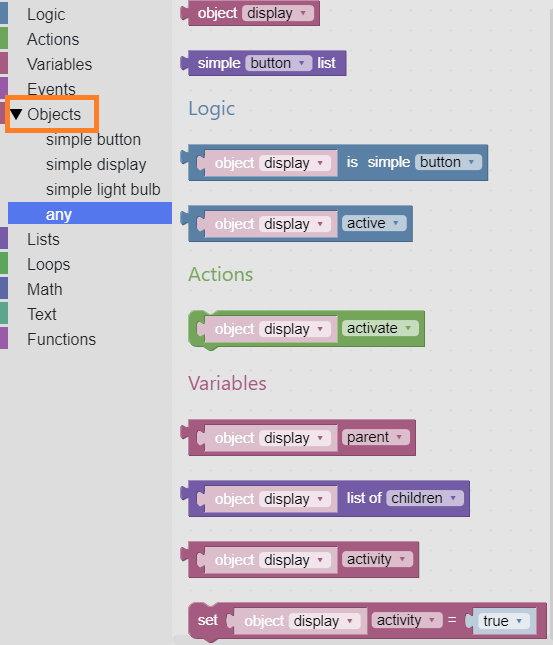 Logic
Actions
Variables
Events
Objects
simple button
simple display
simple light bulb
any
Lists
Loops
Math
Text
Functions
object display
simple button list
Logic
object display is simple button
object display active
Actions
object display activate
Variables
object display parent
object display list of children
object display activity
set object display activity = true